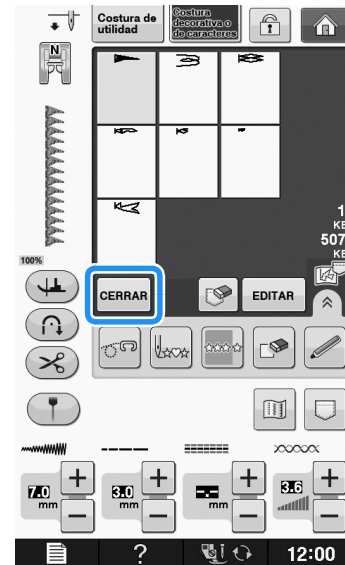 Costura de
utilidad
Costura
decorativa o
de caracteres
N
1
KB
507
KB
100%
CERRAR
EDITAR
7.0
mm
3.0
mm
3.6
?
12:00